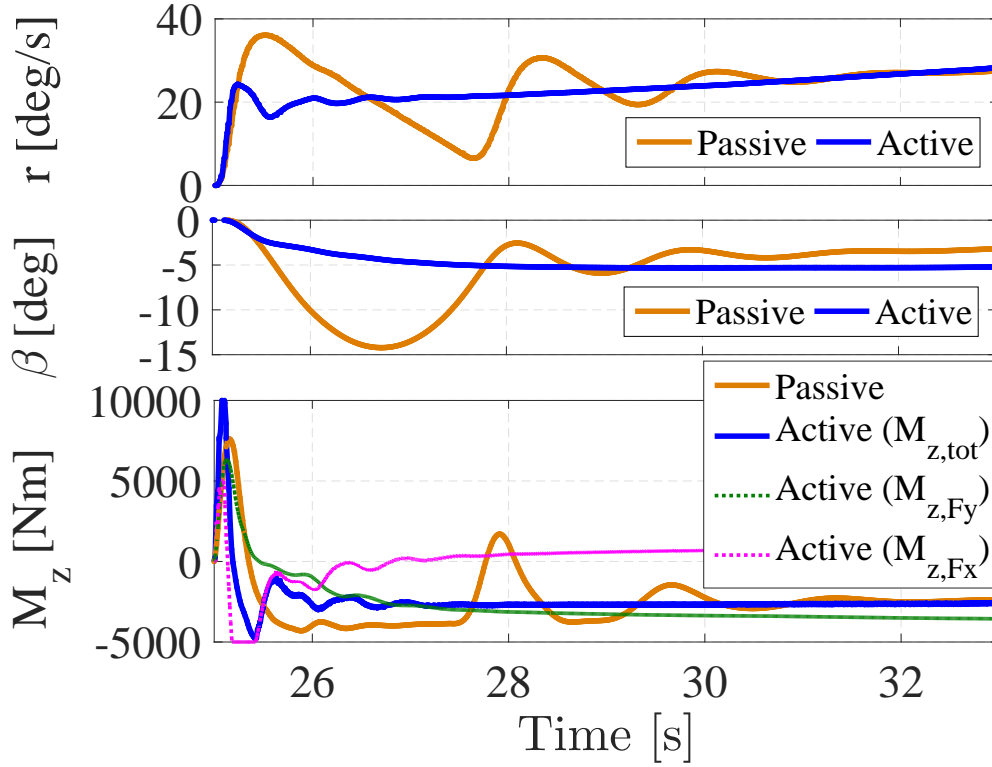 r [deg/s]
40
20
0
Passive Active
β [deg]
0
-5
-10
-15
Passive Active
M_z [Nm]
10000
5000
0
-5000
Passive
Active (M_z,tot)
Active (M_z,Fy)
Active (M_z,Fx)
26 28 30 32
Time [s]